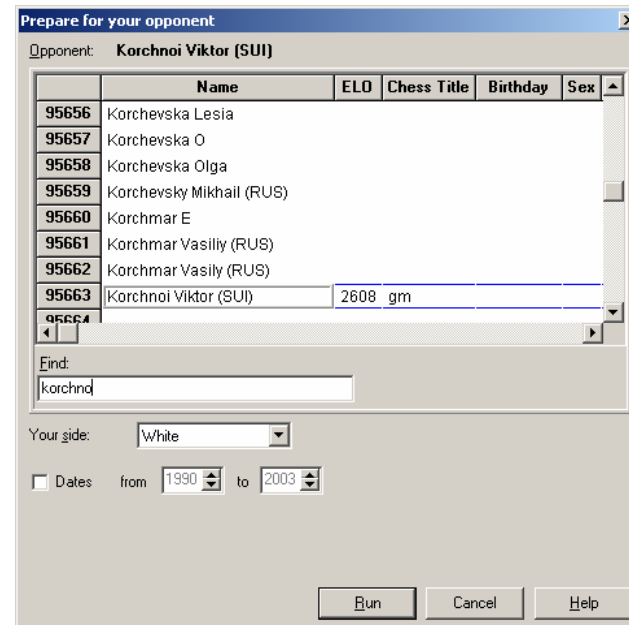 Prepare for your opponent
Opponent: Korchnoi Viktor (SUI)
Name ELO Chess Title Birthday Sex
95656 Korchevska Lesia
95657 Korchevska O
95658 Korchevska Olga
95659 Korchevsky Mikhail (RUS)
95660 Korchmar E
95661 Korchmar Vasiliy (RUS)
95662 Korchmar Vasily (RUS)
95663 Korchnoi Viktor (SUI) 2608 gm
95664
Find:
korchno
Your side: White
Dates from 1990 to 2003
Run Cancel Help